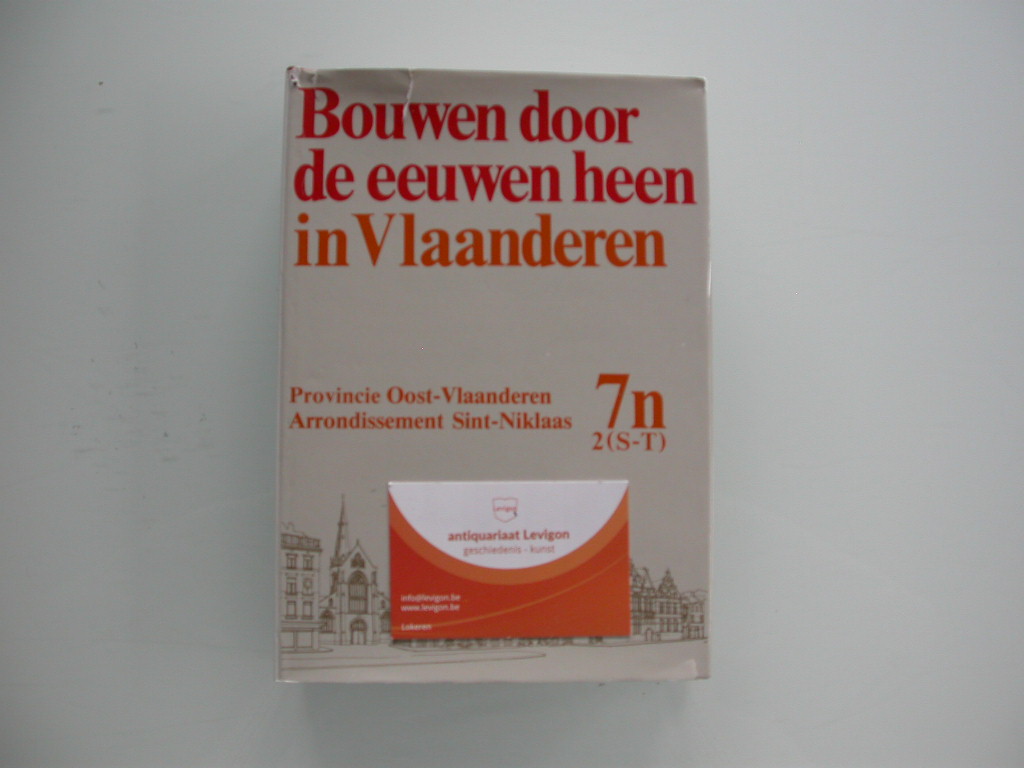 Bouwen door
de eeuwen heen
in Vlaanderen
Provincie Oost-Vlaanderen
Arrondissement Sint-Niklaas
7n
2(S-T)
Levigon
antiquariaat Levigon
geschiedenis - kunst
info@levigon.be
www.levigon.be
Lokeren